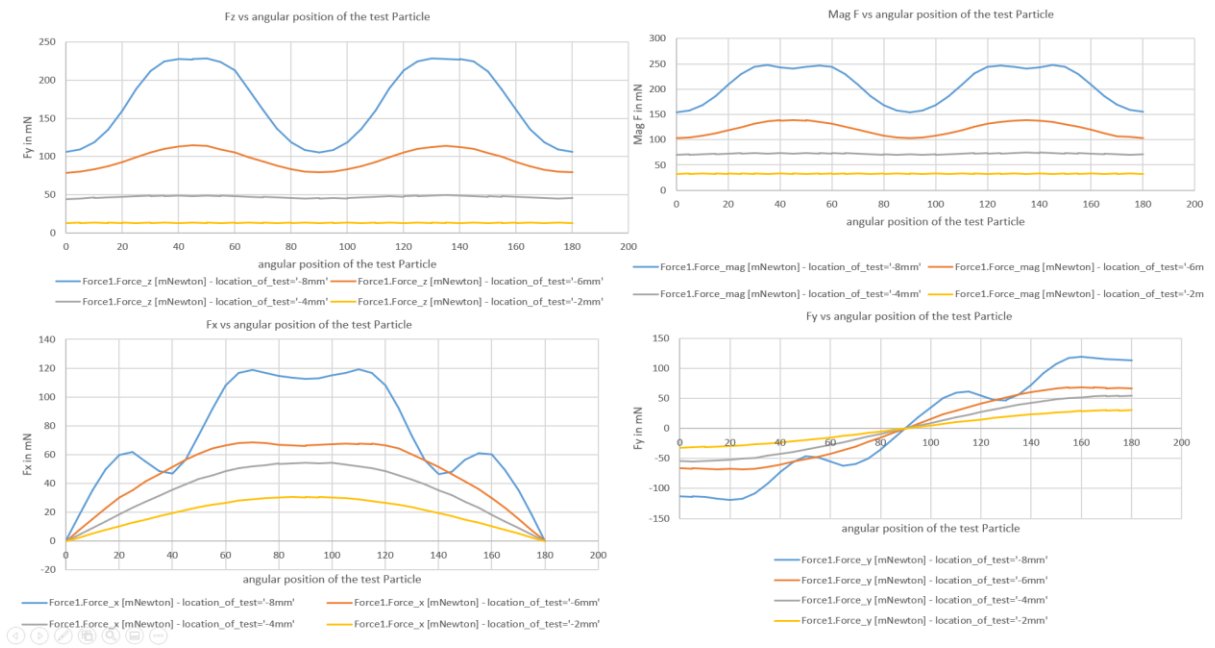 Fz vs angular position of the test Particle
250
200
150
100
50
0
Fy in mN
0 20 40 60 80 100 120 140 160 180 200
angular position of the test Particle
Force1.Force_z [mNewton] - location_of_test='-8mm' Force1.Force_z [mNewton] - location_of_test='-6mm'
Force1.Force_z [mNewton] - location_of_test='-4mm' Force1.Force_z [mNewton] - location_of_test='-2mm'
Mag F vs angular position of the test Particle
300
250
200
150
100
50
0
Mag F in mN
0 20 40 60 80 100 120 140 160 180 200
angular position of the test Particle
Force1.Force_mag [mNewton] - location_of_test='-8mm' Force1.Force_mag [mNewton] - location_of_test='-6m
Force1.Force_mag [mNewton] - location_of_test='-4mm' Force1.Force_mag [mNewton] - location_of_test='-2m
Fx vs angular position of the test Particle
140
120
100
80
60
40
20
0
-20
Fx in mN
0 20 40 60 80 100 120 140 160 180 200
angular position of the test Particle
Force1.Force_x [mNewton] - location_of_test='-8mm' Force1.Force_x [mNewton] - location_of_test='-6mm'
Force1.Force_x [mNewton] - location_of_test='-4mm' Force1.Force_x [mNewton] - location_of_test='-2mm'
Fy vs angular position of the test Particle
150
100
50
0
-50
-100
-150
Fy in mN
0 20 40 60 80 100 120 140 160 180 200
angular position of the test Particle
Force1.Force_y [mNewton] - location_of_test='-8mm'
Force1.Force_y [mNewton] - location_of_test='-6mm'
Force1.Force_y [mNewton] - location_of_test='-4mm'
Force1.Force_y [mNewton] - location_of_test='-2mm'